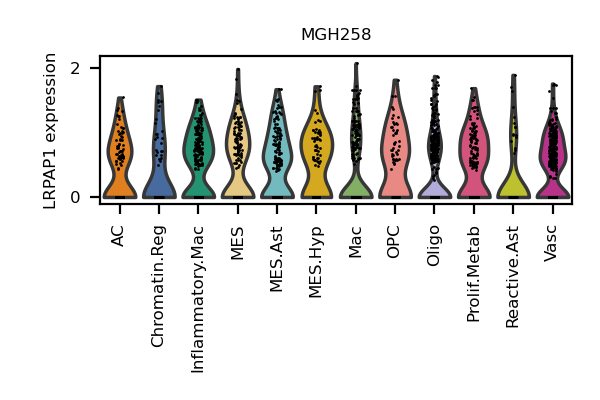 MGH258
LRPAP1 expression
2
0
AC
Chromatin.Reg
Inflammatory.Mac
MES
MES.Ast
MES.Hyp
Mac
OPC
Oligo
Prolif.Metab
Reactive.Ast
Vasc